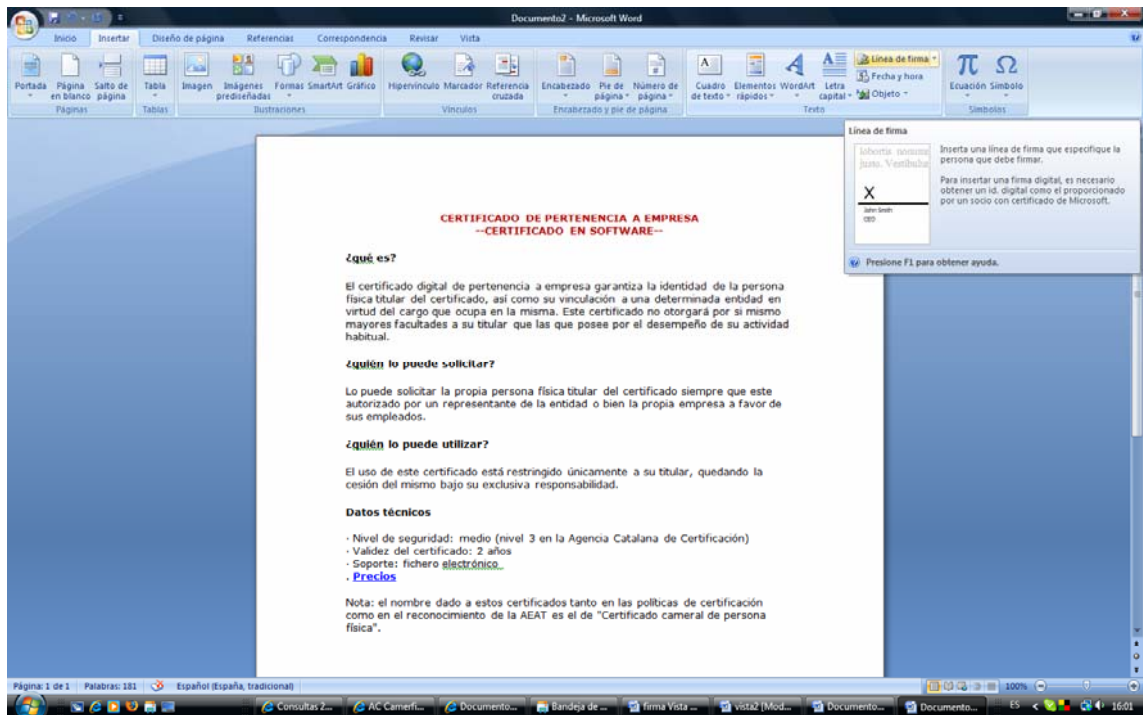 Documento2 - Microsoft Word
Inicio Insertar Diseño de página Referencias Correspondencia Revisar Vista
Portada Página en blanco Salto de página
Páginas
Tabla
Tablas
Imagen Imágenes prediseñadas Formas SmartArt Gráfico
Ilustraciones
Hipervínculo Marcador Referencia cruzada
Vínculos
Encabezado Pie de página Número de página
Encabezado y pie de página
Cuadro de texto Elementos rápidos WordArt Letra capital
Línea de firma
Fecha y hora
Objeto
Texto
Ecuación Símbolo
Símbolos
Línea de firma
lobortis nonumm
justo. Vestibulu
X
John Smith
CEO
Inserta una línea de firma que especifique la
persona que debe firmar.
Para insertar una firma digital, es necesario
obtener un id. digital como el proporcionado
por un socio con certificado de Microsoft.
Presione F1 para obtener ayuda.
CERTIFICADO DE PERTENENCIA A EMPRESA
--CERTIFICADO EN SOFTWARE--
¿qué es?
El certificado digital de pertenencia a empresa garantiza la identidad de la persona
física titular del certificado, así como su vinculación a una determinada entidad en
virtud del cargo que ocupa en la misma. Este certificado no otorgará por si mismo
mayores facultades a su titular que las que posee por el desempeño de su actividad
habitual.
¿quién lo puede solicitar?
Lo puede solicitar la propia persona física titular del certificado siempre que este
autorizado por un representante de la entidad o bien la propia empresa a favor de
sus empleados.
¿quién lo puede utilizar?
El uso de este certificado está restringido únicamente a su titular, quedando la
cesión del mismo bajo su exclusiva responsabilidad.
Datos técnicos
· Nivel de seguridad: medio (nivel 3 en la Agencia Catalana de Certificación)
· Validez del certificado: 2 años
· Soporte: fichero electrónico
. Precios
Nota: el nombre dado a estos certificados tanto en las políticas de certificación
como en el reconocimiento de la AEAT es el de "Certificado cameral de persona
física".
Página: 1 de 1 Palabras: 181 Español (España, tradicional) 100%
Consultas 2... AC Camerfi... Documento... Bandeja de ... firma Vista ... vista2 [Mod... Documento... Documento... ES 16:01